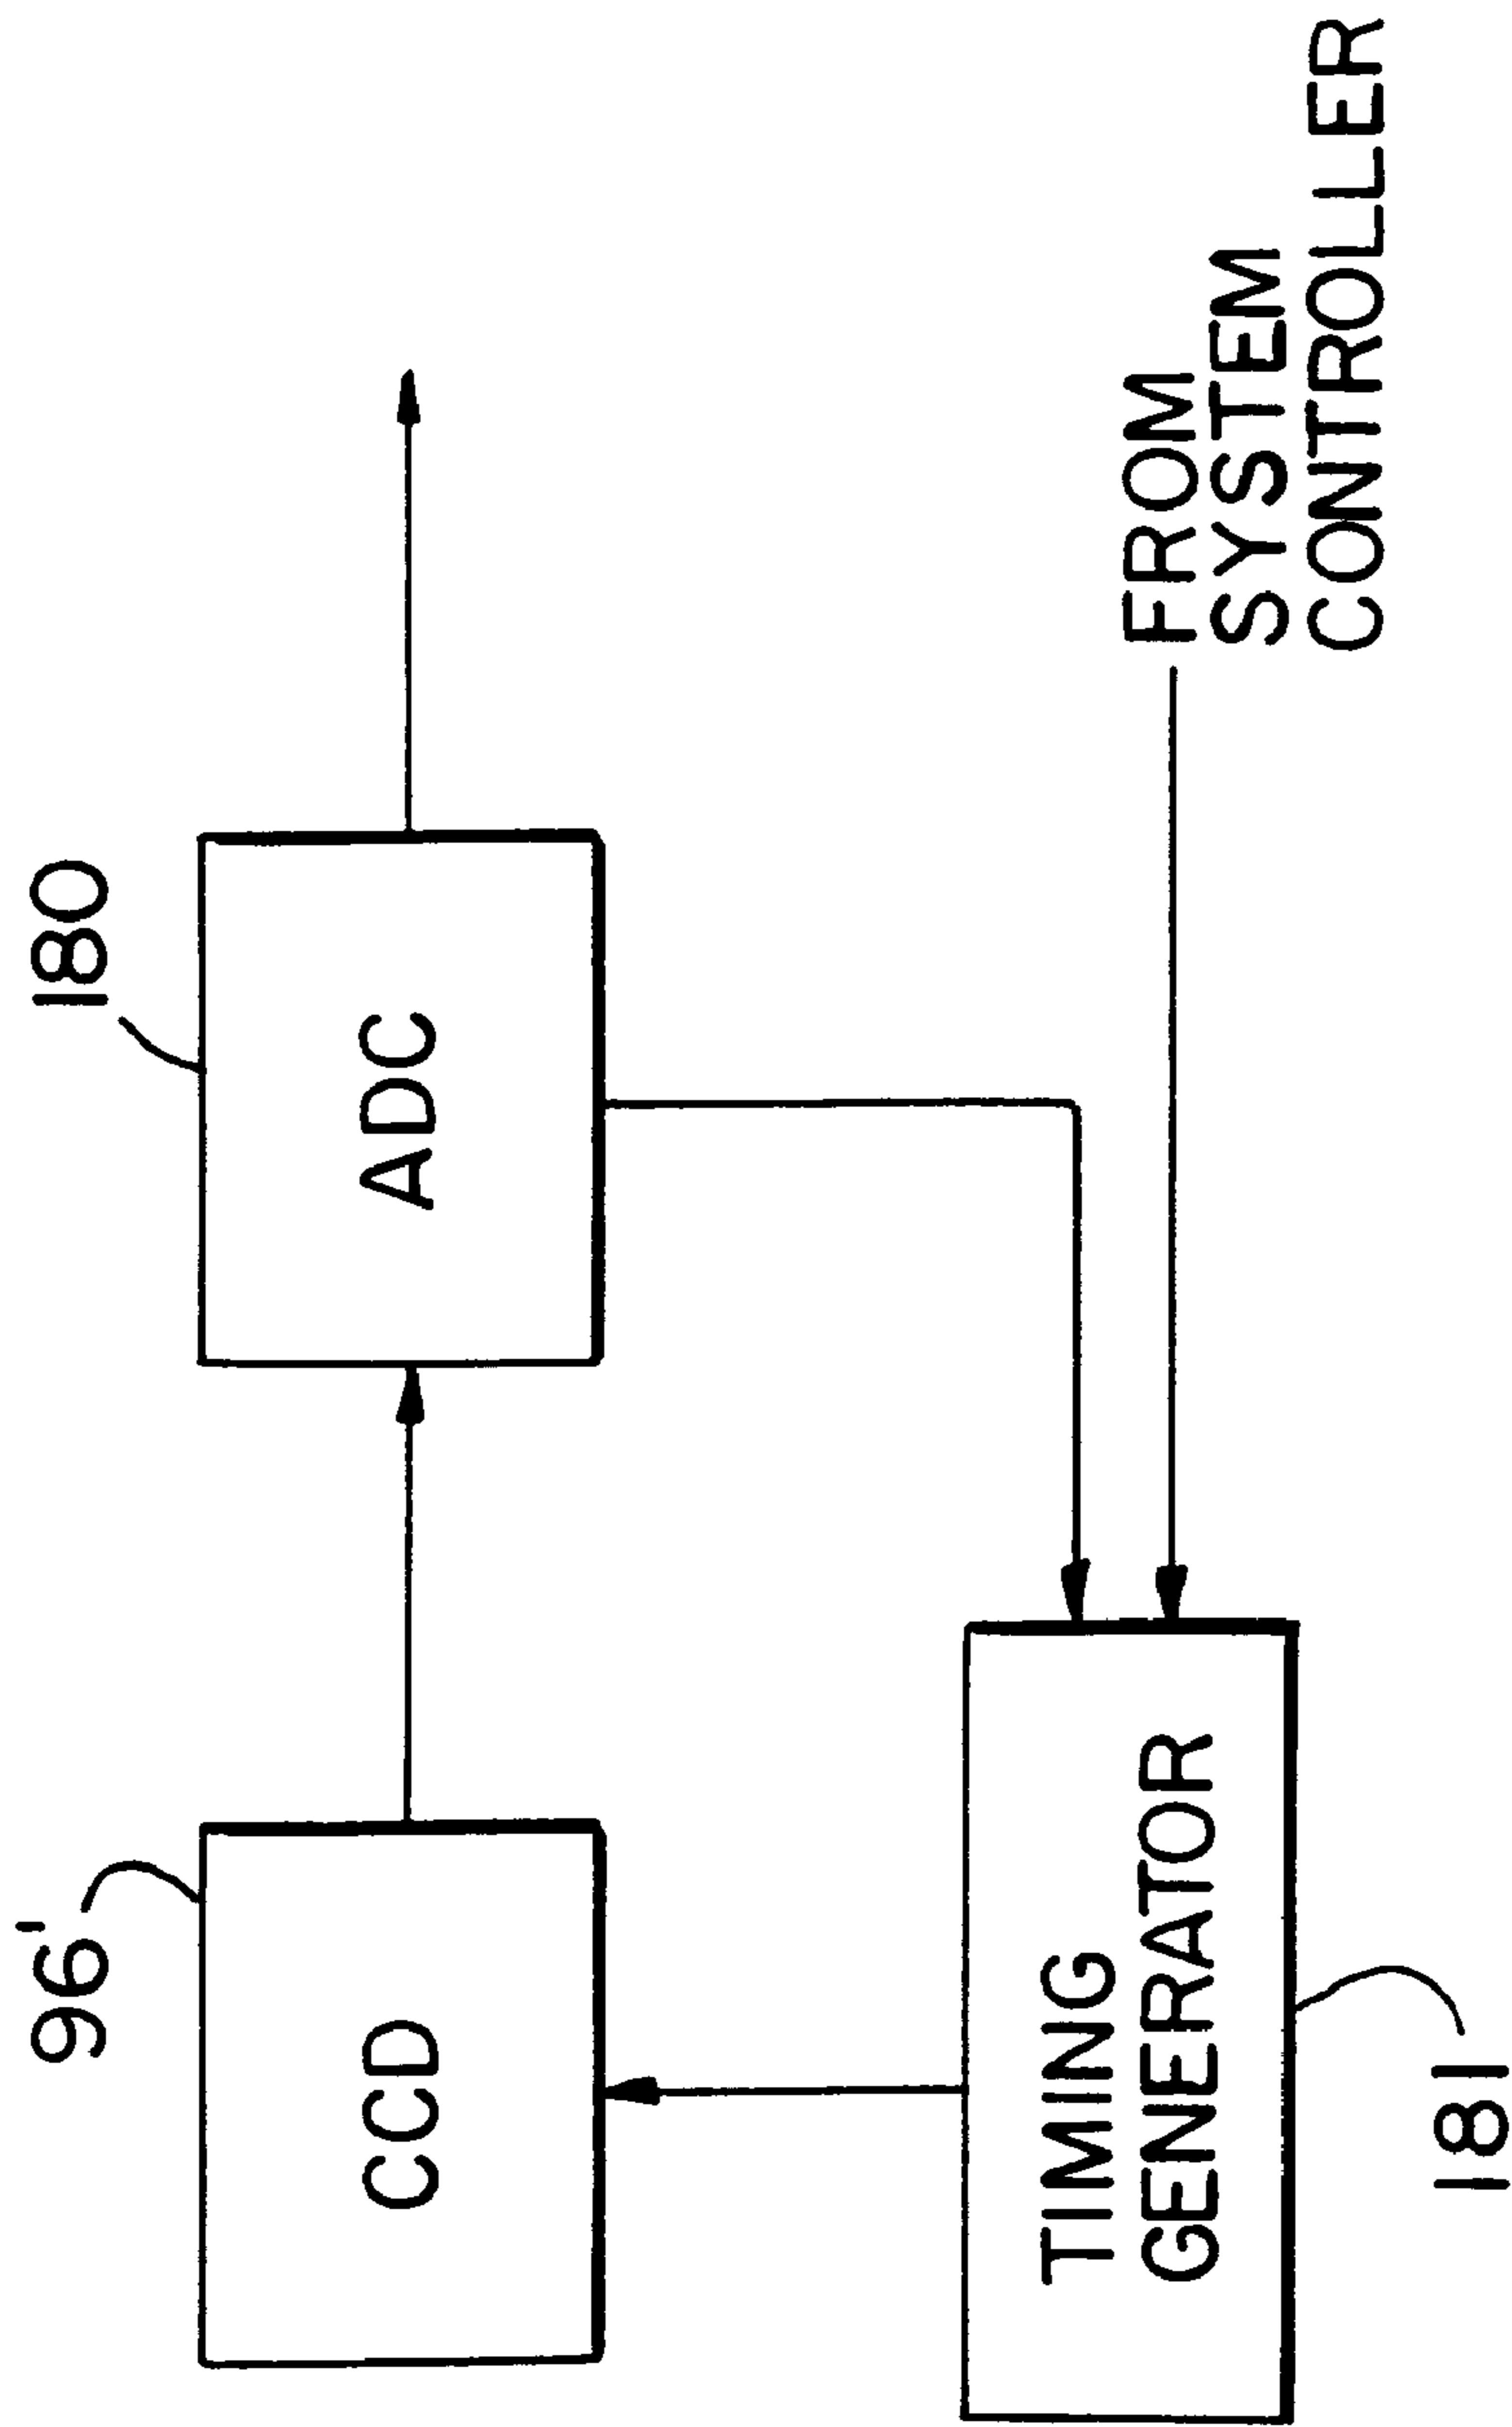 96'
180
CCD
ADC
TIMING
GENERATOR
FROM
SYSTEM
CONTROLLER
181